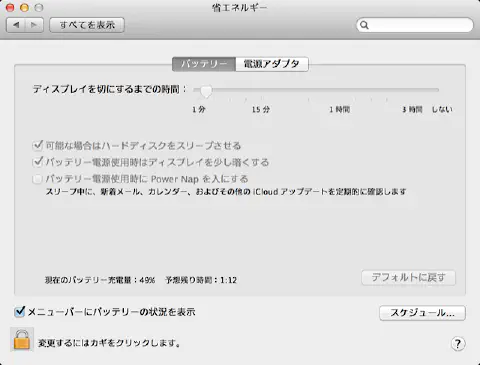 省エネルギー
すべてを表示
バッテリー 電源アダプタ
ディスプレイを切にするまでの時間：
1 分 15 分 1 時間 3 時間 しない
可能な場合はハードディスクをスリープさせる
バッテリー電源使用時はディスプレイを少し暗くする
バッテリー電源使用時に Power Nap を入にする
スリープ中に、新着メール、カレンダー、およびその他の iCloud アップデートを定期的に確認します
現在のバッテリー充電量：49% 予想残り時間：1:12
デフォルトに戻す
メニューバーにバッテリーの状況を表示
スケジュール...
変更するにはカギをクリックします。
?